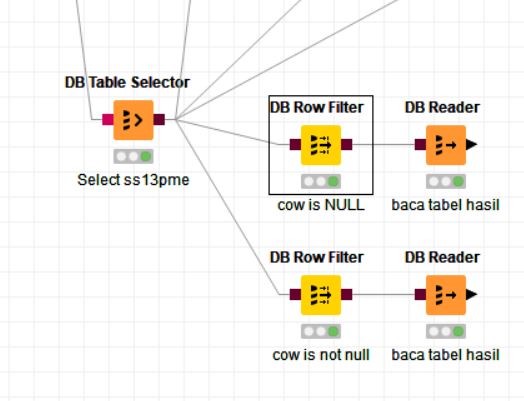 DB Table Selector
Select ss13pme
DB Row Filter
cow is NULL
DB Reader
baca tabel hasil
DB Row Filter
cow is not null
DB Reader
baca tabel hasil